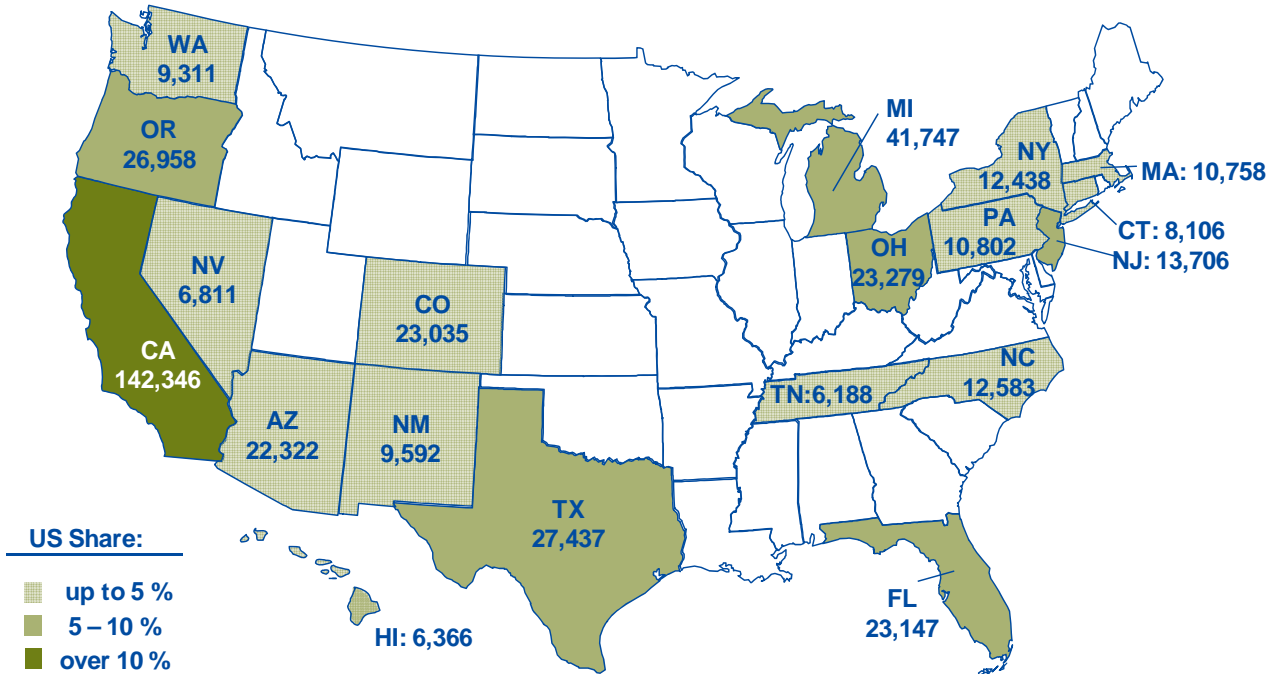 WA
9,311
OR
26,958
MI
41,747
NY
12,438
MA: 10,758
PA
10,802
CT: 8,106
NJ: 13,706
OH
23,279
NV
6,811
CO
23,035
CA
142,346
NC
12,583
TN:6,188
AZ
22,322
NM
9,592
TX
27,437
US Share:
up to 5 %
5 – 10 %
over 10 %
HI: 6,366
FL
23,147